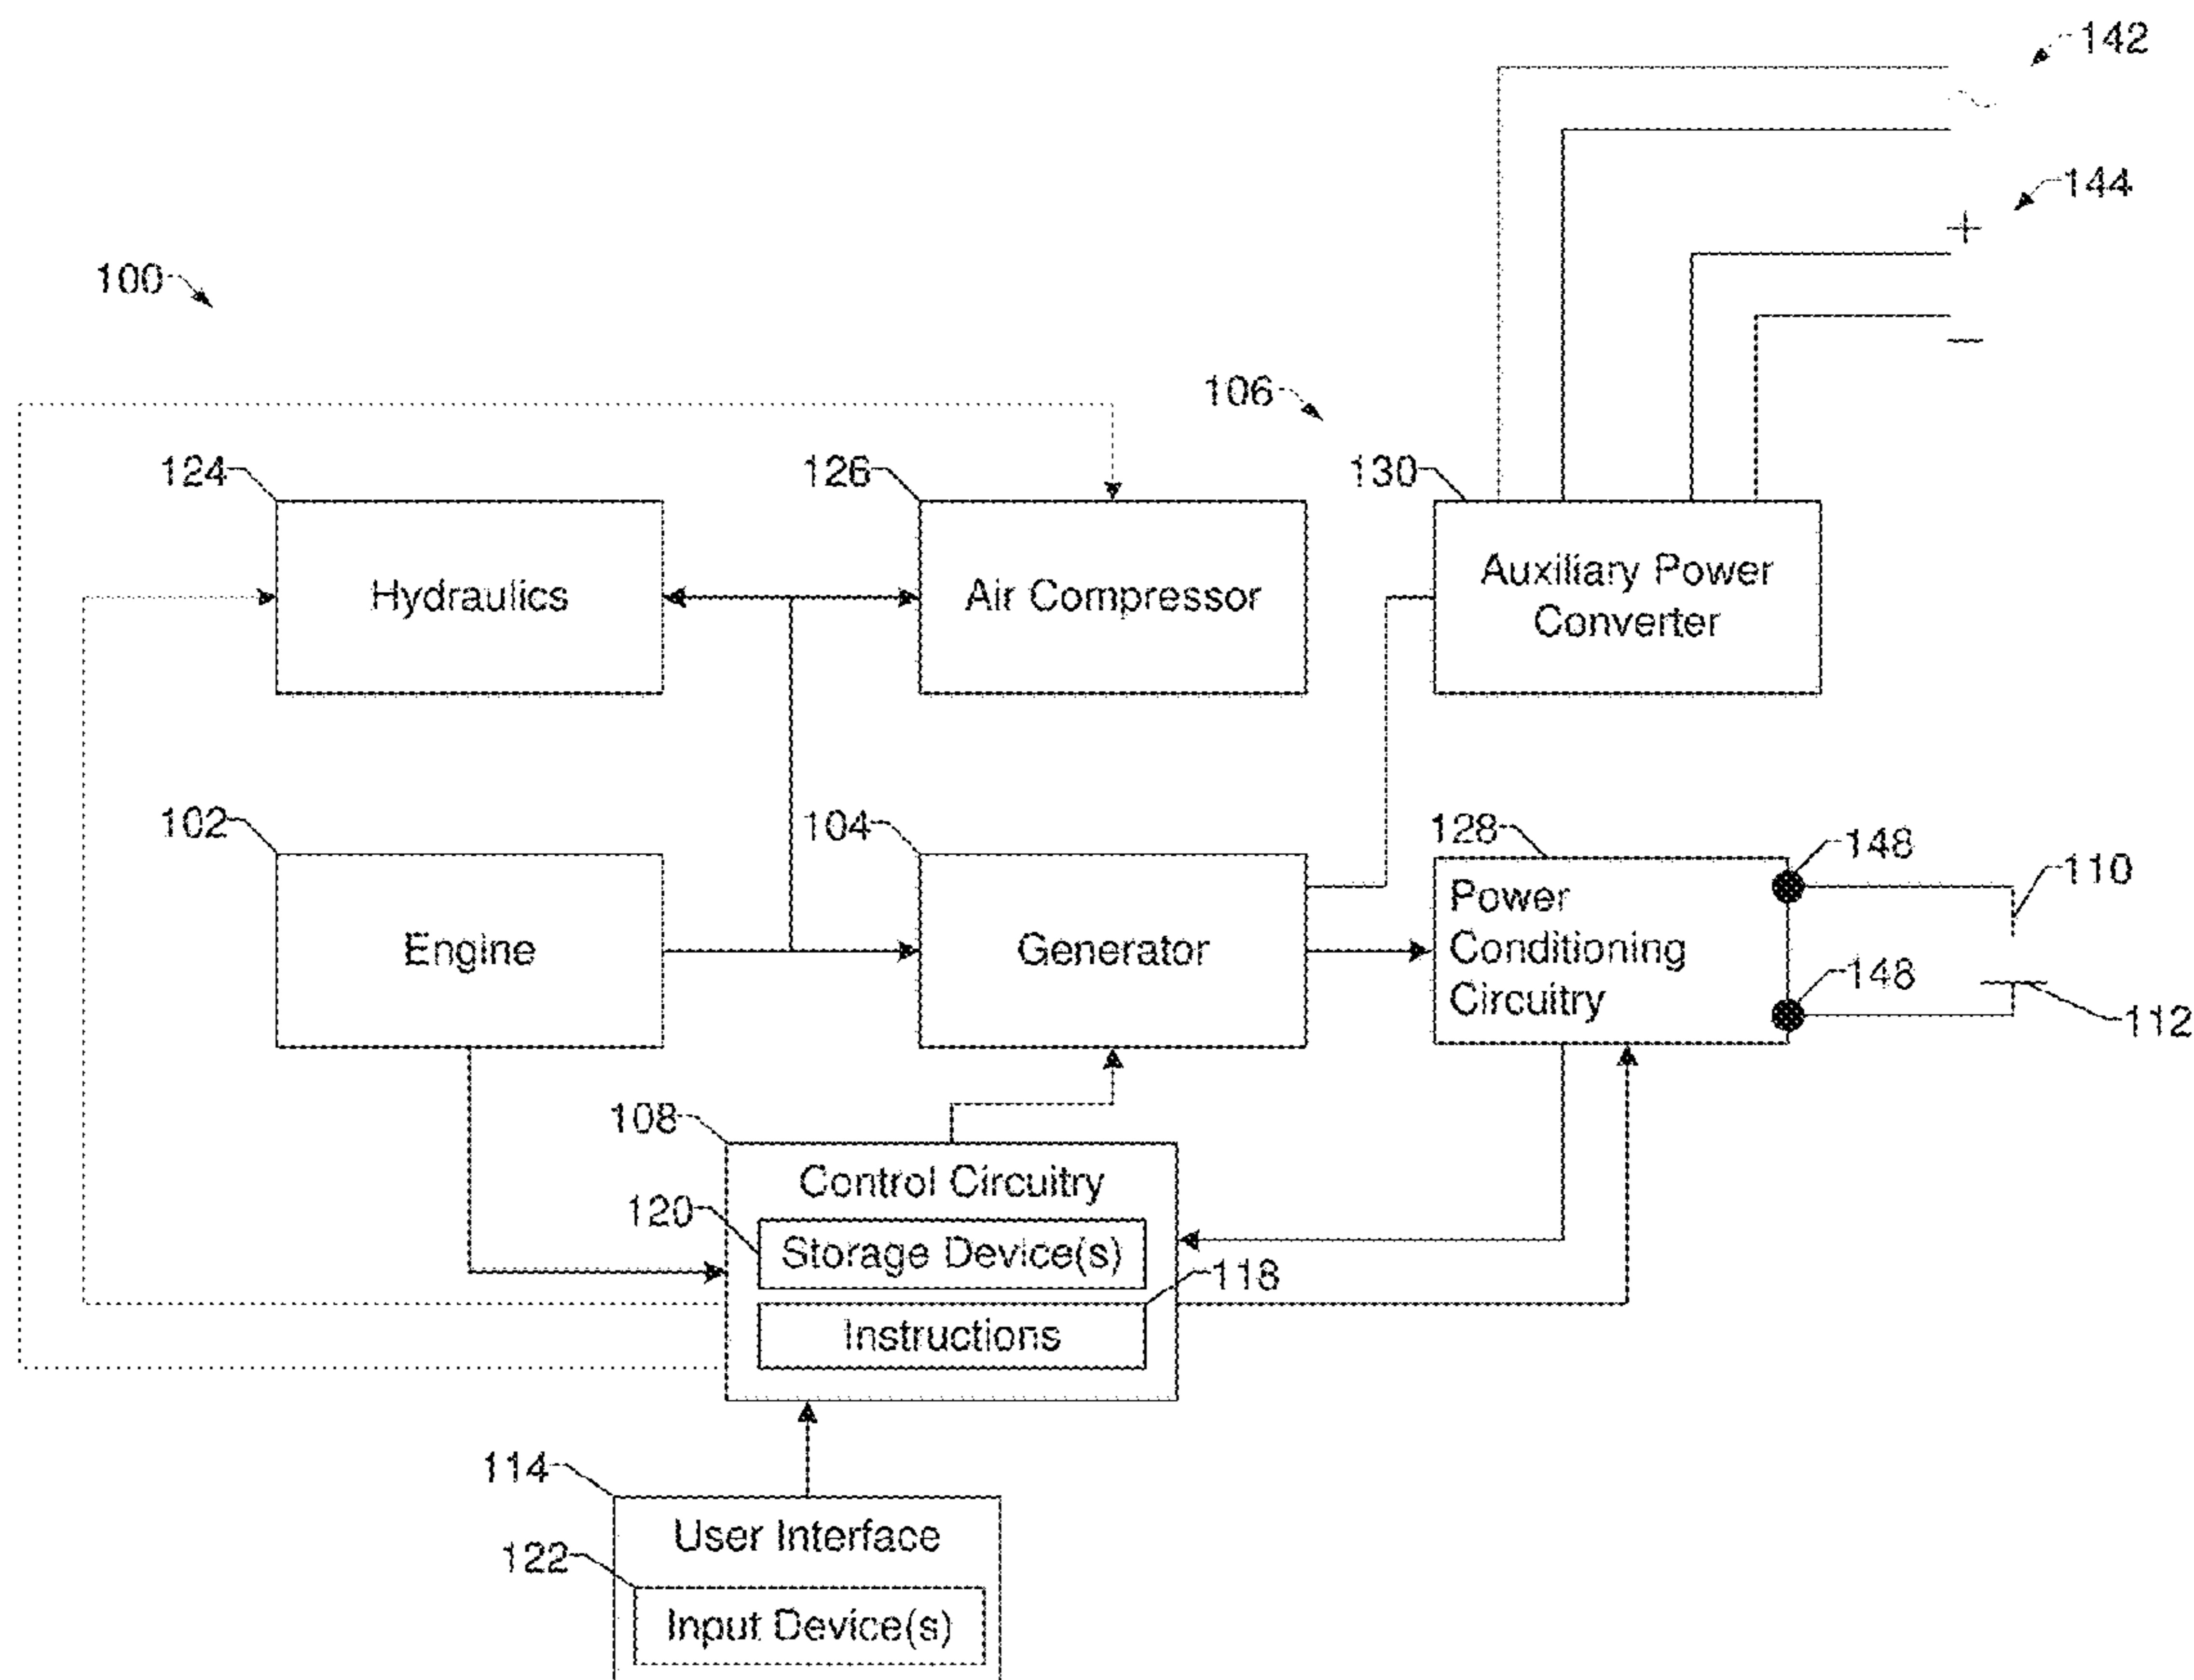 142
144
+
−
100
106
124
126
130
Hydraulics
Air Compressor
Auxiliary Power
Converter
102
104
128
148
110
Engine
Generator
Power
Conditioning
Circuitry
148
112
108
Control Circuitry
120
Storage Device(s)
118
Instructions
114
User Interface
122
Input Device(s)